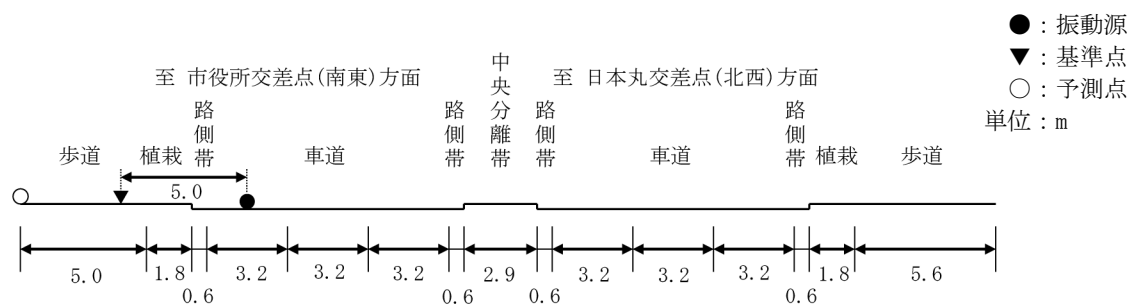 ●：振動源
▼：基準点
○：予測点
単位：m
至 市役所交差点(南東)方面
中央分離帯
至 日本丸交差点(北西)方面
歩道
植栽
路側帯
車道
路側帯
路側帯
車道
路側帯
植栽
歩道
5.0
5.0
1.8
0.6
3.2
3.2
3.2
0.6
2.9
0.6
3.2
3.2
3.2
0.6
1.8
5.6